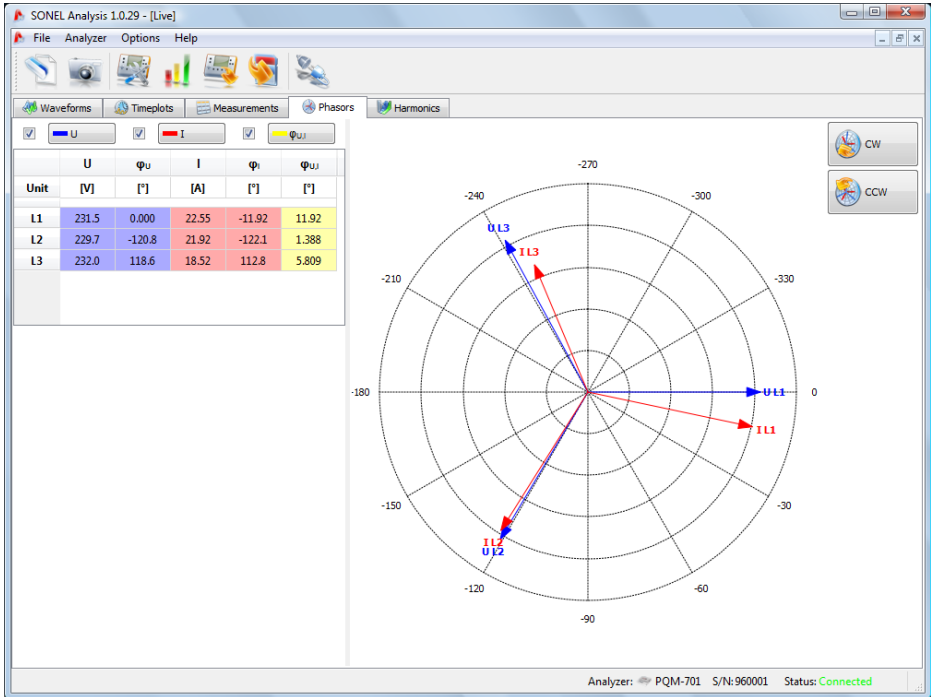 SONEL Analysis 1.0.29 - [Live]
File Analyzer Options Help
Waveforms Timeplots Measurements Phasors Harmonics
U I φU,I
U φU I φI φU,I
Unit [V] [°] [A] [°] [°]
L1 231.5 0.000 22.55 -11.92 11.92
L2 229.7 -120.8 21.92 -122.1 1.388
L3 232.0 118.6 18.52 112.8 5.809
CW
CCW
-270
-240 -300
U L3
I L3
-210 -330
-180 U L1 0
I L1
-150 -30
I L2
U L2
-120 -60
-90
Analyzer: PQM-701 S/N: 960001 Status: Connected